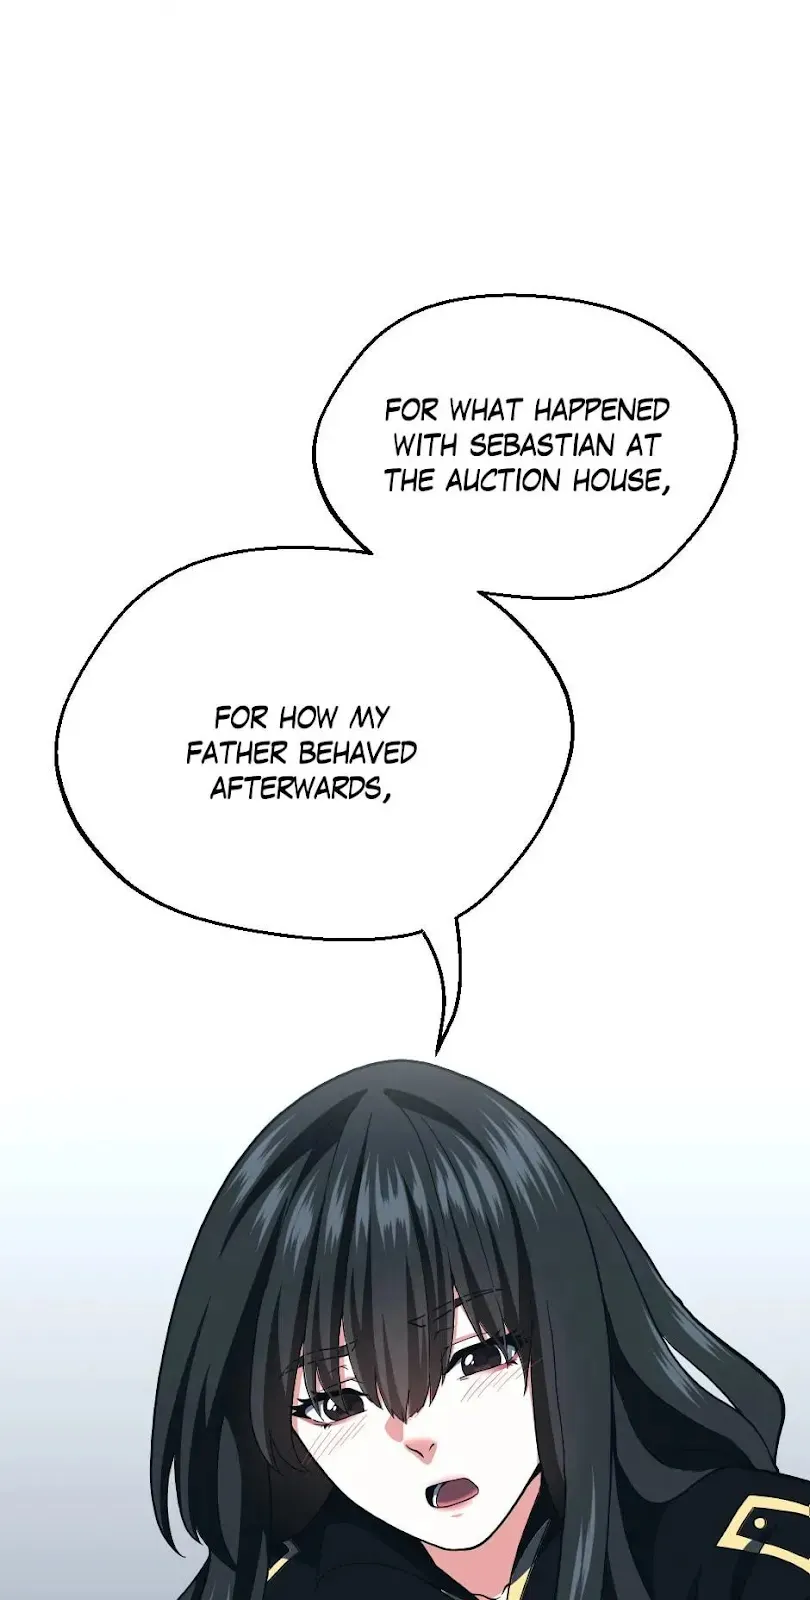 FOR WHAT HAPPENED
WITH SEBASTIAN AT
THE AUCTION HOUSE,
FOR HOW MY
FATHER BEHAVED
AFTERWARDS,